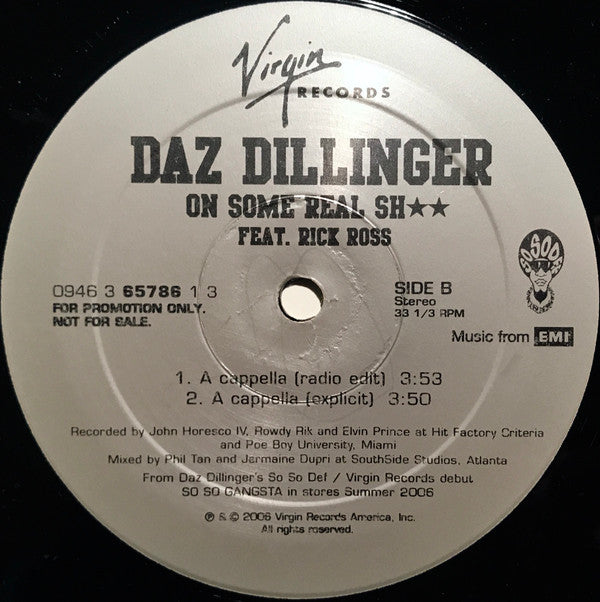 Virgin
RECORDS
DAZ DILLINGER
ON SOME REAL SH★★
FEAT. RICK ROSS
0946 3 65786 1 3
FOR PROMOTION ONLY.
NOT FOR SALE.
SIDE B
Stereo
33 1/3 RPM
SO SO DEF
Music from EMI
1. A cappella (radio edit) 3:53
2. A cappella (explicit) 3:50
Recorded by John Horesco IV, Rowdy Rik and Elvin Prince at Hit Factory Criteria
and Poe Boy University, Miami
Mixed by Phil Tan and Jermaine Dupri at SouthSide Studios, Atlanta
From Daz Dillinger's So So Def / Virgin Records debut
SO SO GANGSTA in stores Summer 2006
℗ & © 2006 Virgin Records America, Inc.
All rights reserved.